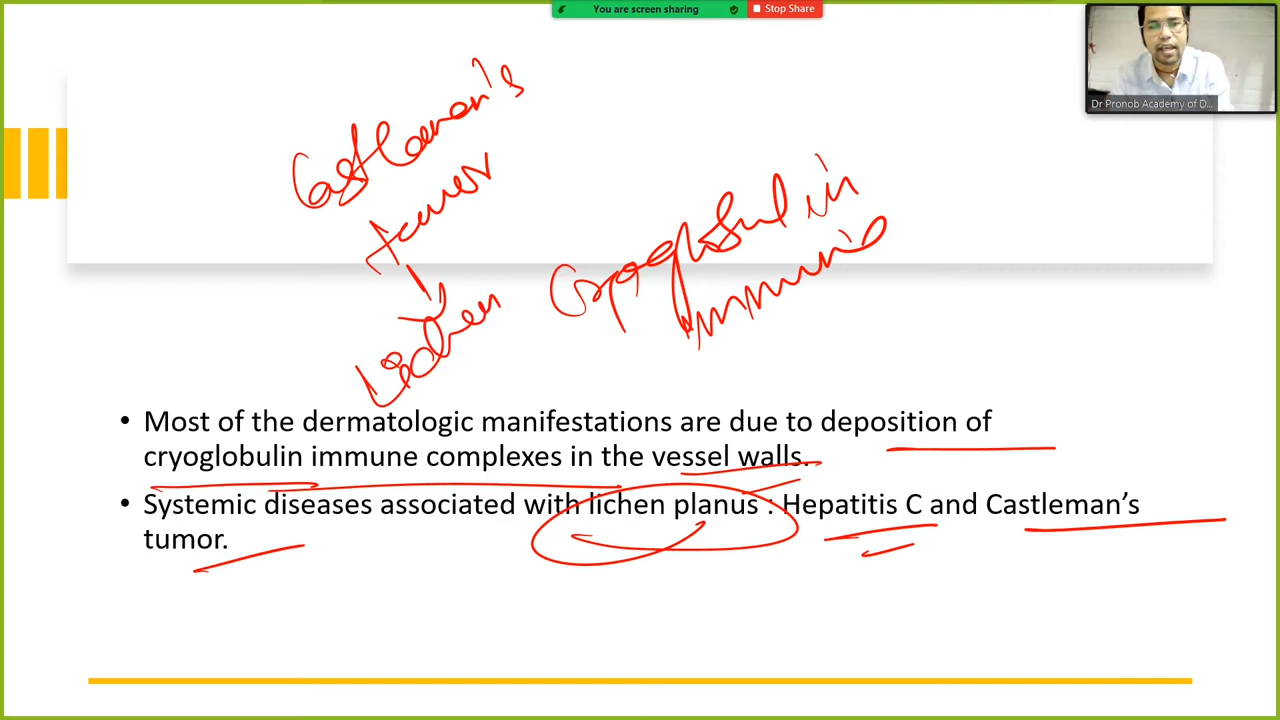 You are screen sharing
Stop Share
Dr Pronob Academy of D...
Castleman's
tumor
Lichen
Cryoglobulin
immune
• Most of the dermatologic manifestations are due to deposition of
cryoglobulin immune complexes in the vessel walls.
• Systemic diseases associated with lichen planus : Hepatitis C and Castleman’s
tumor.